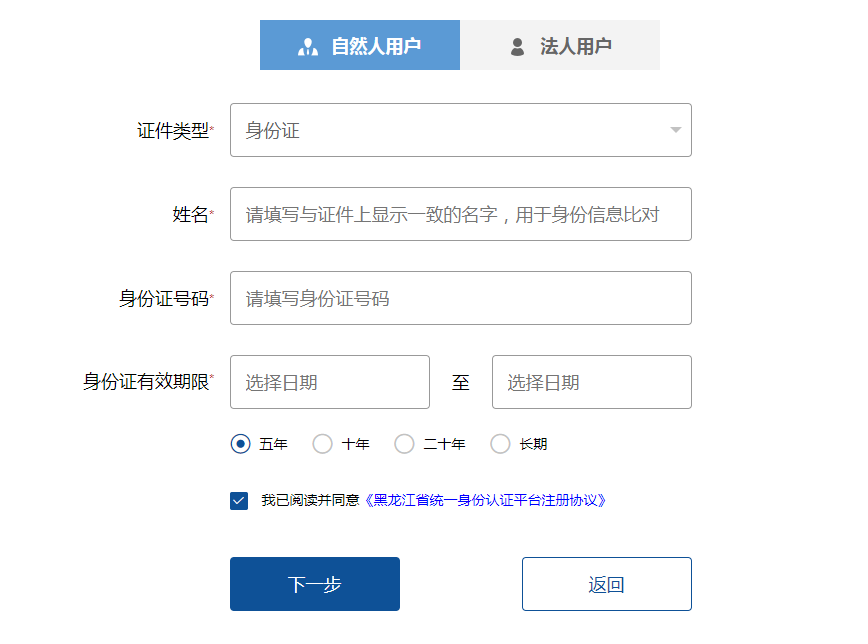 自然人用户 法人用户
证件类型* 身份证
姓名* 请填写与证件上显示一致的名字，用于身份信息比对
身份证号码* 请填写身份证号码
身份证有效期限* 选择日期 至 选择日期
五年 十年 二十年 长期
我已阅读并同意《黑龙江省统一身份认证平台注册协议》
下一步 返回